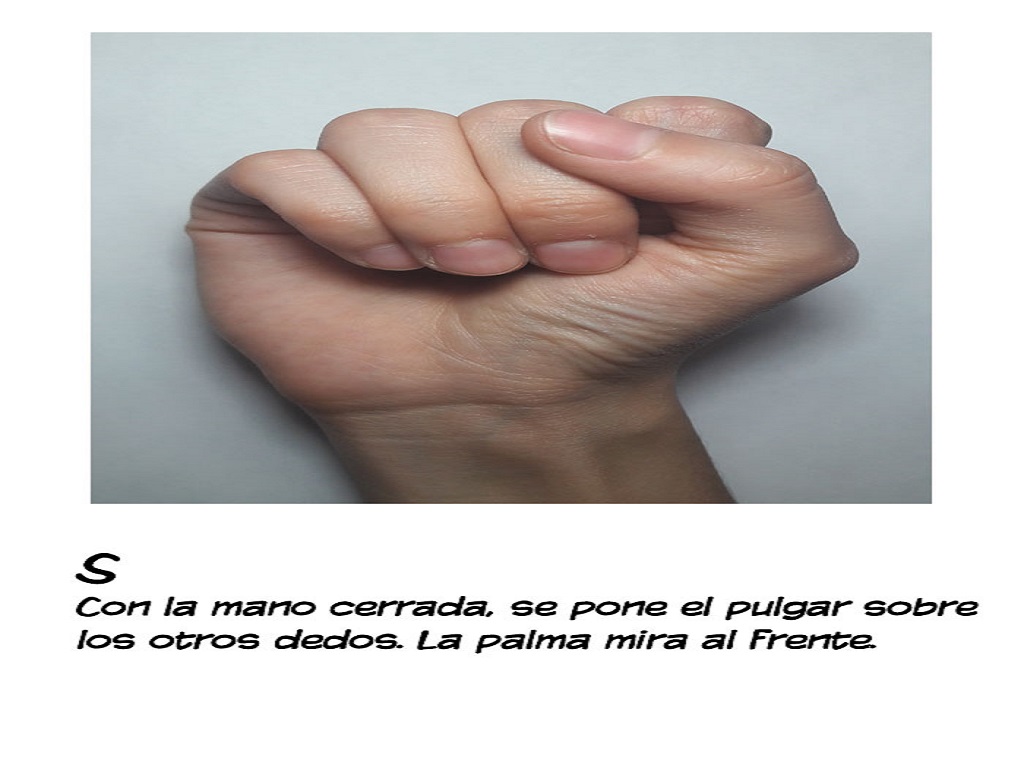 S
Con la mano cerrada, se pone el pulgar sobre
los otros dedos. La palma mira al frente.